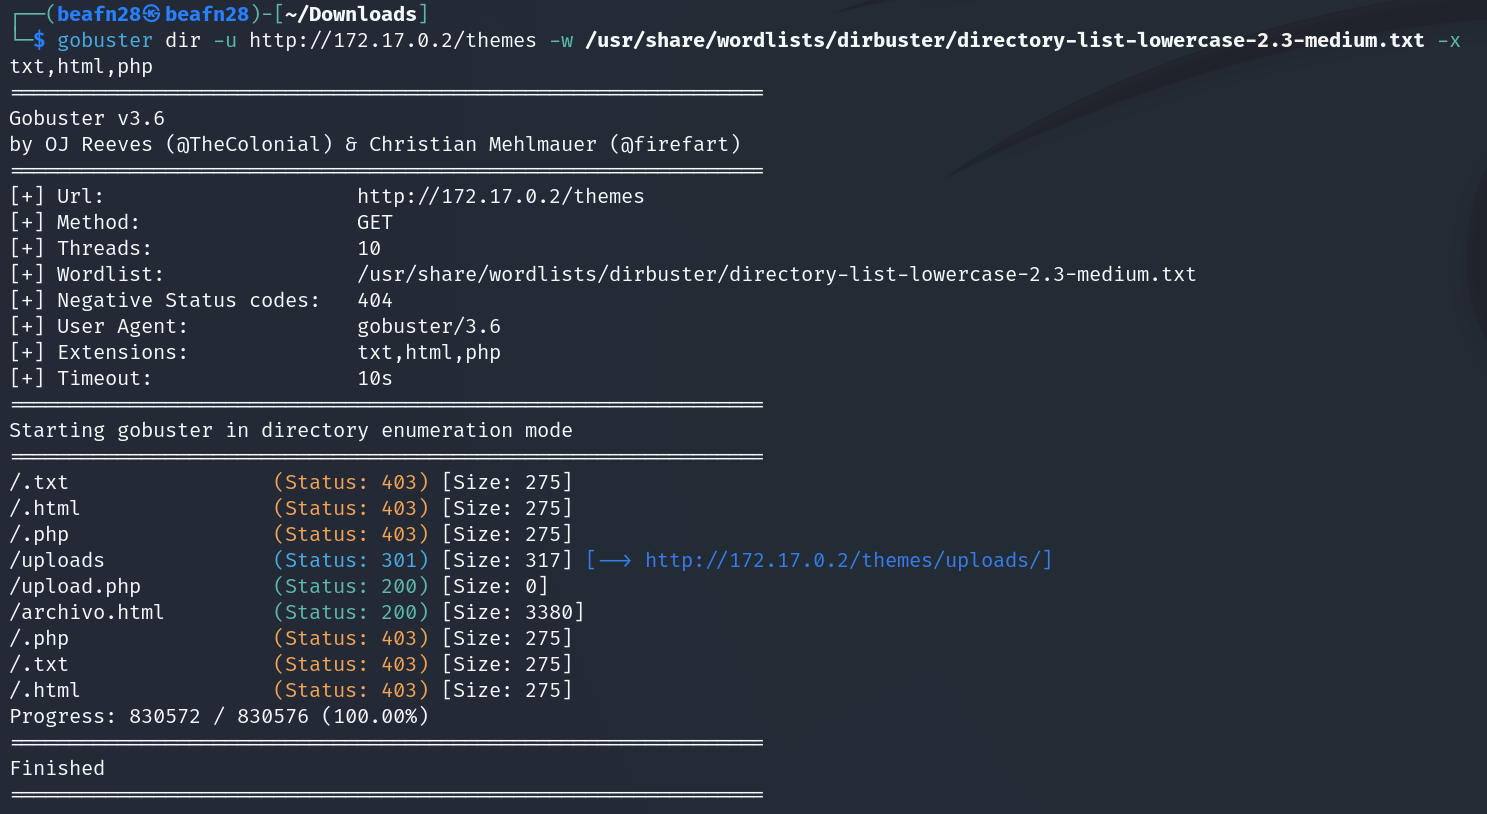 ┌──(beafn28㉿beafn28)-[~/Downloads]
└─$ gobuster dir -u http://172.17.0.2/themes -w /usr/share/wordlists/dirbuster/directory-list-lowercase-2.3-medium.txt -x
txt,html,php
===============================================================
Gobuster v3.6
by OJ Reeves (@TheColonial) & Christian Mehlmauer (@firefart)
===============================================================
[+] Url:                     http://172.17.0.2/themes
[+] Method:                  GET
[+] Threads:                 10
[+] Wordlist:                /usr/share/wordlists/dirbuster/directory-list-lowercase-2.3-medium.txt
[+] Negative Status codes:   404
[+] User Agent:              gobuster/3.6
[+] Extensions:              txt,html,php
[+] Timeout:                 10s
===============================================================
Starting gobuster in directory enumeration mode
===============================================================
/.txt                 (Status: 403) [Size: 275]
/.html                (Status: 403) [Size: 275]
/.php                 (Status: 403) [Size: 275]
/uploads              (Status: 301) [Size: 317] [--> http://172.17.0.2/themes/uploads/]
/upload.php           (Status: 200) [Size: 0]
/archivo.html         (Status: 200) [Size: 3380]
/.php                 (Status: 403) [Size: 275]
/.txt                 (Status: 403) [Size: 275]
/.html                (Status: 403) [Size: 275]
Progress: 830572 / 830576 (100.00%)
===============================================================
Finished
===============================================================